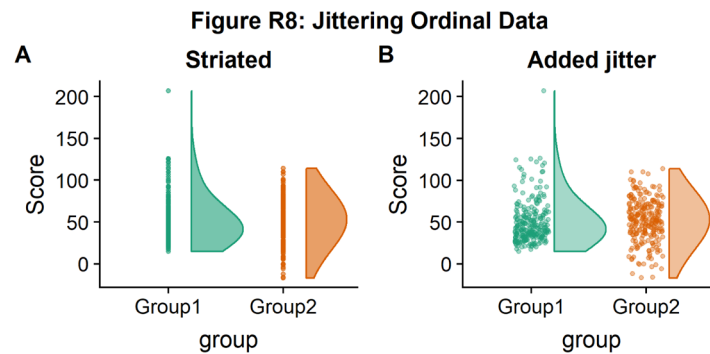 Figure R8: Jittering Ordinal Data
A
Striated
Score
200
150
100
50
0
Group1 Group2
group
B
Added jitter
Score
200
150
100
50
0
Group1 Group2
group